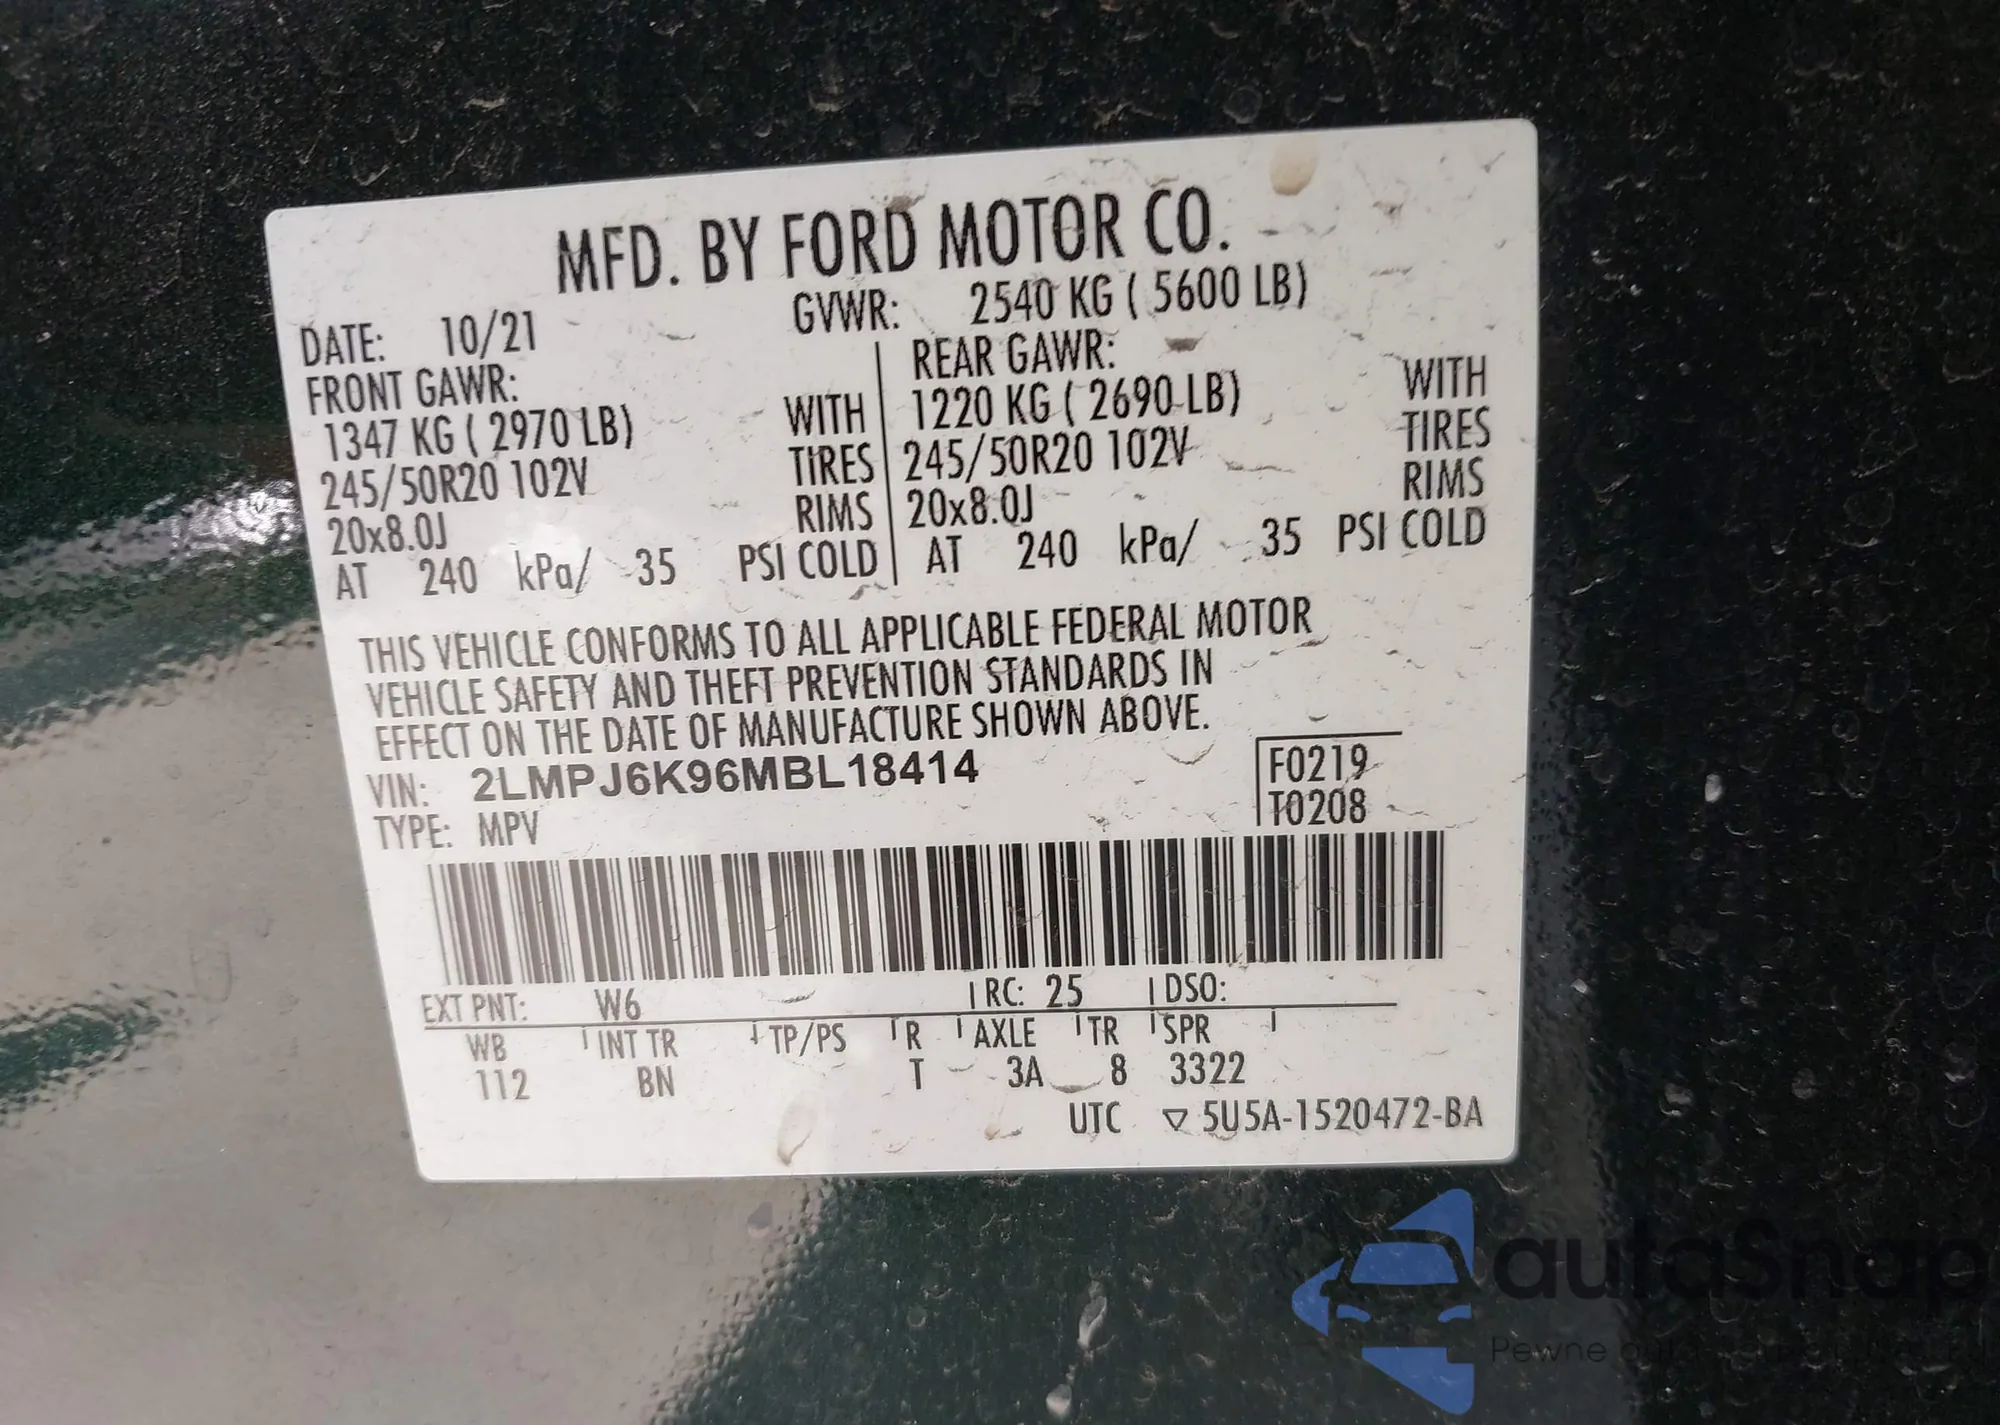 MFD. BY FORD MOTOR CO.
DATE: 10/21 GVWR: 2540 KG ( 5600 LB)
FRONT GAWR: REAR GAWR:
1347 KG ( 2970 LB) WITH 1220 KG ( 2690 LB) WITH
245/50R20 102V TIRES 245/50R20 102V TIRES
20x8.0J RIMS 20x8.0J RIMS
AT 240 kPa/ 35 PSI COLD AT 240 kPa/ 35 PSI COLD
THIS VEHICLE CONFORMS TO ALL APPLICABLE FEDERAL MOTOR
VEHICLE SAFETY AND THEFT PREVENTION STANDARDS IN
EFFECT ON THE DATE OF MANUFACTURE SHOWN ABOVE.
VIN: 2LMPJ6K96MBL18414 F0219
TYPE: MPV T0208
EXT PNT: W6 RC: 25 DSO:
WB INT TR TP/PS R AXLE TR SPR
112 BN T 3A 8 3322
UTC ▽ 5U5A-1520472-BA
autaSnap
Pewne